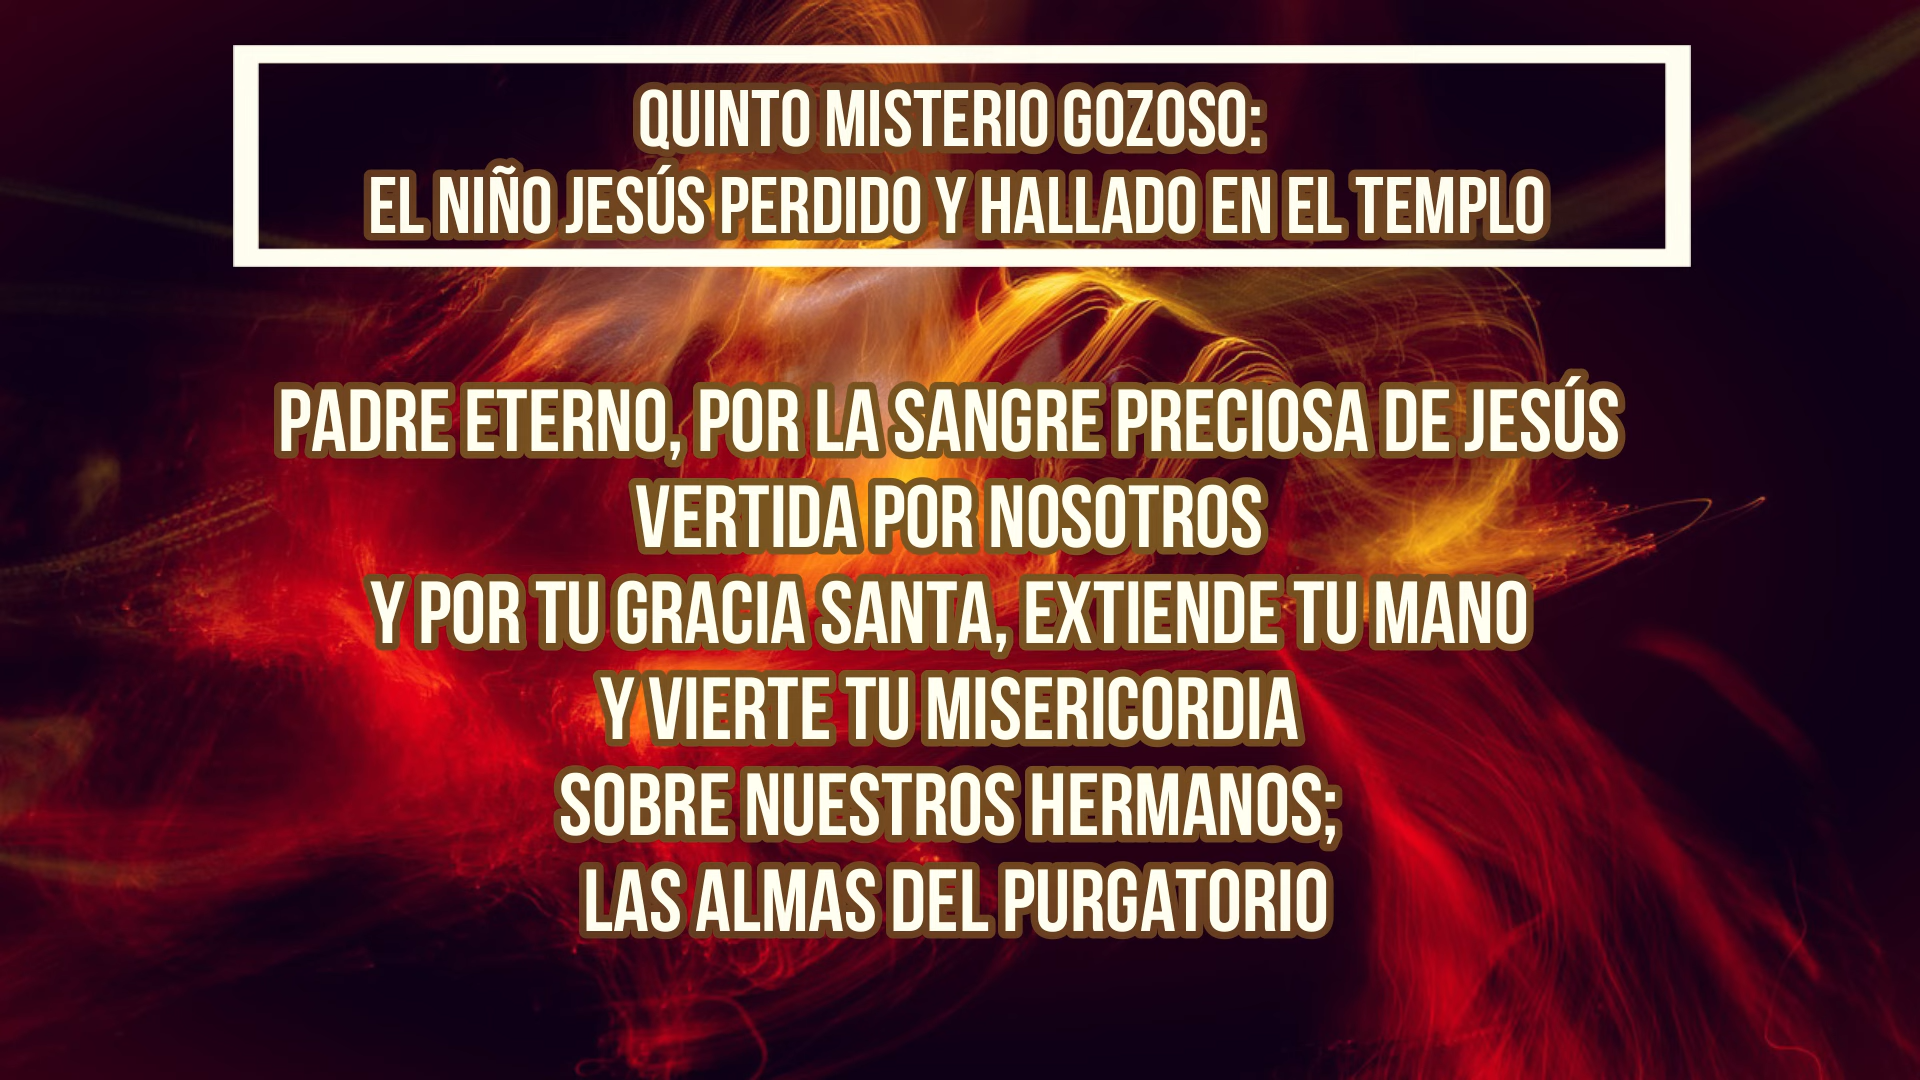 QUINTO MISTERIO GOZOSO:
EL NIÑO JESÚS PERDIDO Y HALLADO EN EL TEMPLO
PADRE ETERNO, POR LA SANGRE PRECIOSA DE JESÚS
VERTIDA POR NOSOTROS
Y POR TU GRACIA SANTA, EXTIENDE TU MANO
Y VIERTE TU MISERICORDIA
SOBRE NUESTROS HERMANOS;
LAS ALMAS DEL PURGATORIO